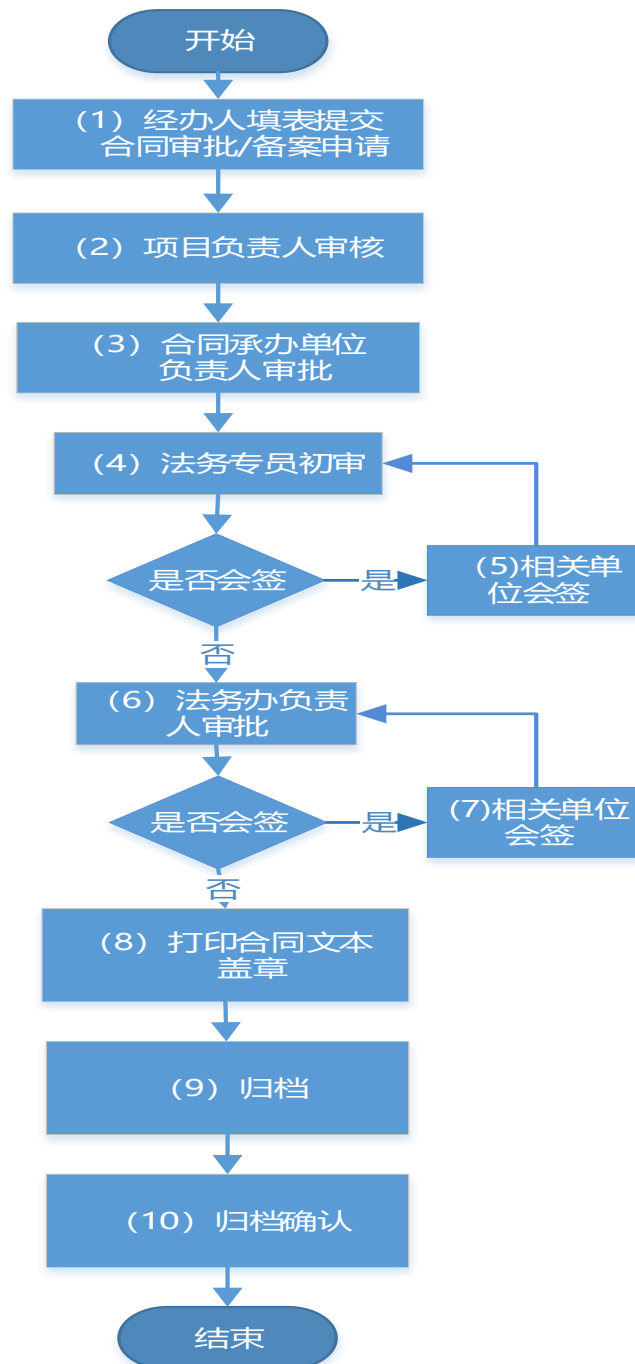 开始
(1) 经办人填表提交
合同审批/备案申请
(2) 项目负责人审核
(3) 合同承办单位
负责人审批
(4) 法务专员初审
是否会签
是
(5)相关单
位会签
否
(6) 法务办负责
人审批
是否会签
是
(7)相关单位
会签
否
(8) 打印合同文本
盖章
(9) 归档
(10) 归档确认
结束